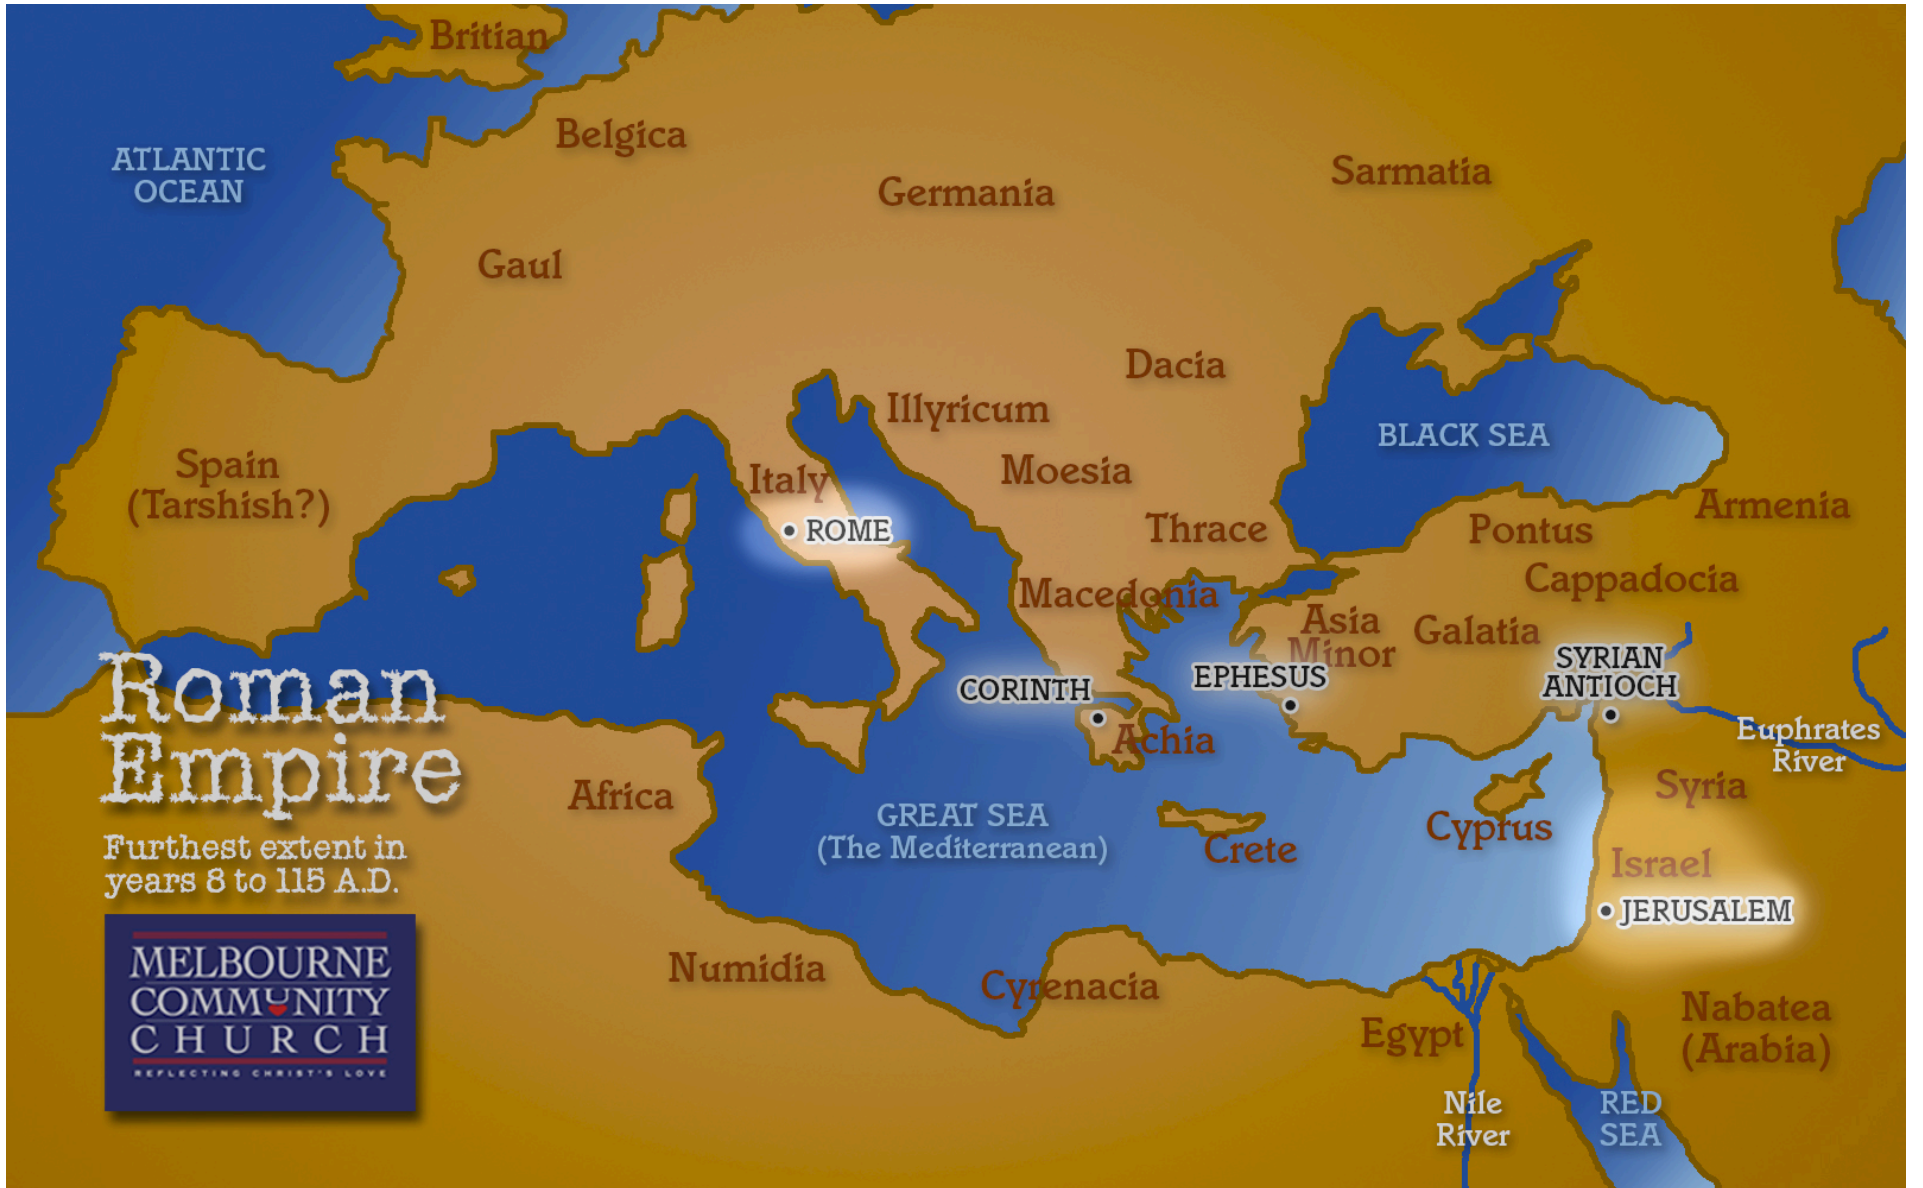 Britian
Belgica
ATLANTIC
OCEAN
Germania
Sarmatia
Gaul
Dacia
Illyricum
BLACK SEA
Spain
(Tarshish?)
Italy
Moesia
Armenia
ROME
Thrace
Pontus
Macedonia
Cappadocia
Asia
Minor
Galatia
CORINTH
EPHESUS
SYRIAN
ANTIOCH
Roman
Empire
Furthest extent in
years 8 to 115 A.D.
Achia
Euphrates
River
Africa
GREAT SEA
(The Mediterranean)
Crete
Cyprus
Syria
Israel
JERUSALEM
Numidia
Cyrenacia
Egypt
Nabatea
(Arabia)
Nile
River
RED
SEA
MELBOURNE
COMMUNITY
CHURCH
REFLECTING CHRIST'S LOVE